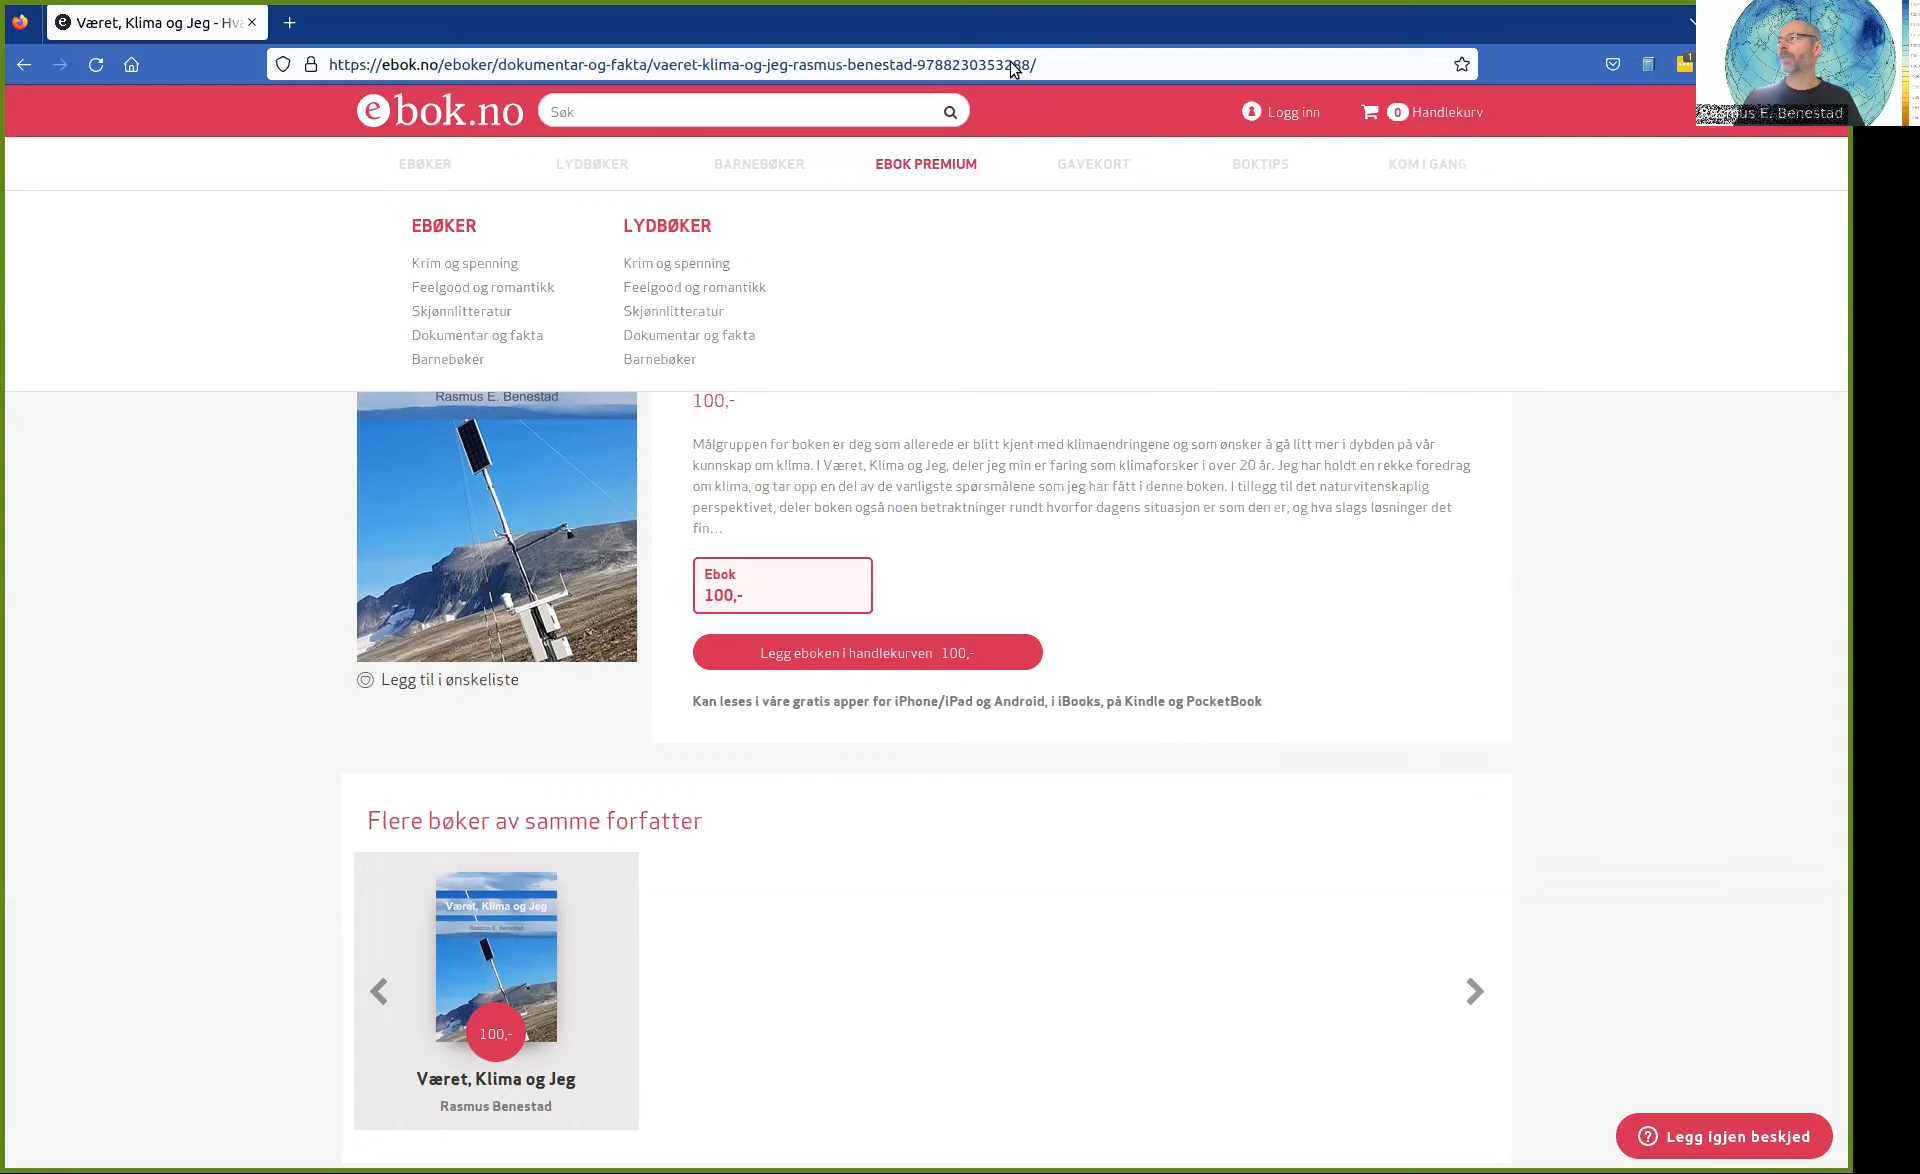 Været, Klima og Jeg - Hv
https://ebok.no/eboker/dokumentar-og-fakta/vaeret-klima-og-jeg-rasmus-benestad-9788230353288/
1
Rasmus E. Benestad
ebok.no
Søk
Logg inn
0 Handlekurv
EBØKER
LYDBØKER
BARNEBØKER
EBOK PREMIUM
GAVEKORT
BOKTIPS
KOM I GANG
EBØKER
Krim og spenning
Feelgood og romantikk
Skjønnlitteratur
Dokumentar og fakta
Barnebøker
LYDBØKER
Krim og spenning
Feelgood og romantikk
Skjønnlitteratur
Dokumentar og fakta
Barnebøker
Rasmus E. Benestad
100,-
Målgruppen for boken er deg som allerede er blitt kjent med klimaendringene og som ønsker å gå litt mer i dybden på vår
kunnskap om klima. I Været, Klima og Jeg, deler jeg min er faring som klimaforsker i over 20 år. Jeg har holdt en rekke foredrag
om klima, og tar opp en del av de vanligste spørsmålene som jeg har fått i denne boken. I tillegg til det naturvitenskaplig
perspektivet, deler boken også noen betraktninger rundt hvorfor dagens situasjon er som den er, og hva slags løsninger det
fin...
Ebok
100,-
Legg eboken i handlekurven 100,-
Legg til i ønskeliste
Kan leses i våre gratis apper for iPhone/iPad og Android, i iBooks, på Kindle og PocketBook
Flere bøker av samme forfatter
Været, Klima og Jeg
Rasmus E. Benestad
100,-
Været, Klima og Jeg
Rasmus Benestad
Legg igjen beskjed